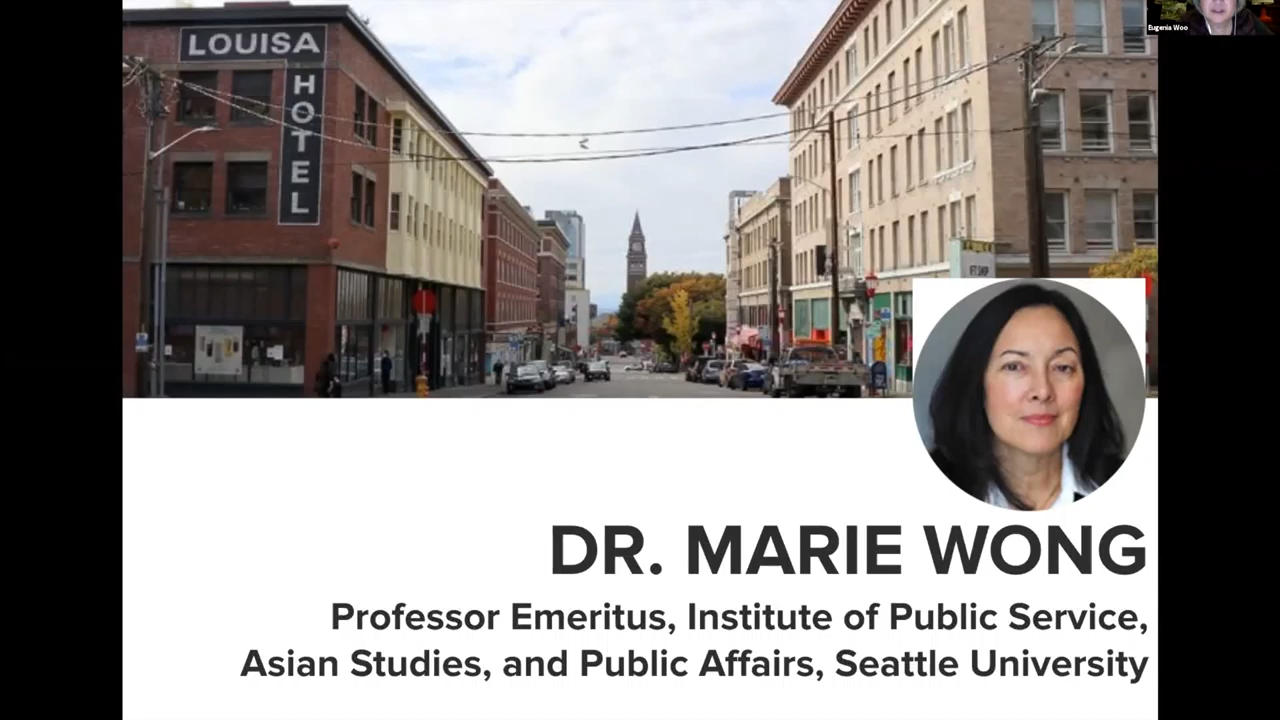 LOUISA
HOTEL
Eugenia Woo
DR. MARIE WONG
Professor Emeritus, Institute of Public Service,
Asian Studies, and Public Affairs, Seattle University